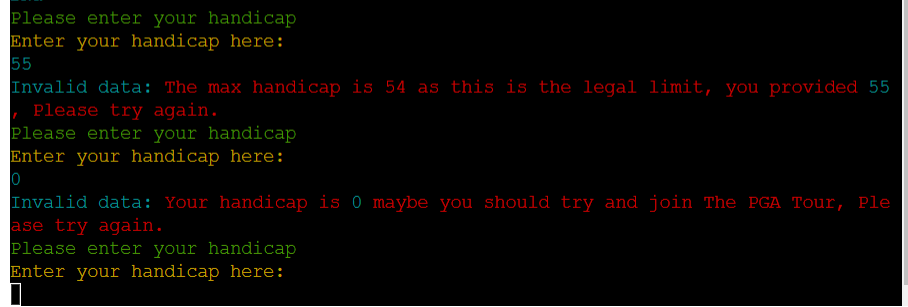 Please enter your handicap
Enter your handicap here:
55
Invalid data: The max handicap is 54 as this is the legal limit, you provided 55
, Please try again.
Please enter your handicap
Enter your handicap here:
0
Invalid data: Your handicap is 0 maybe you should try and join The PGA Tour, Ple
ase try again.
Please enter your handicap
Enter your handicap here: